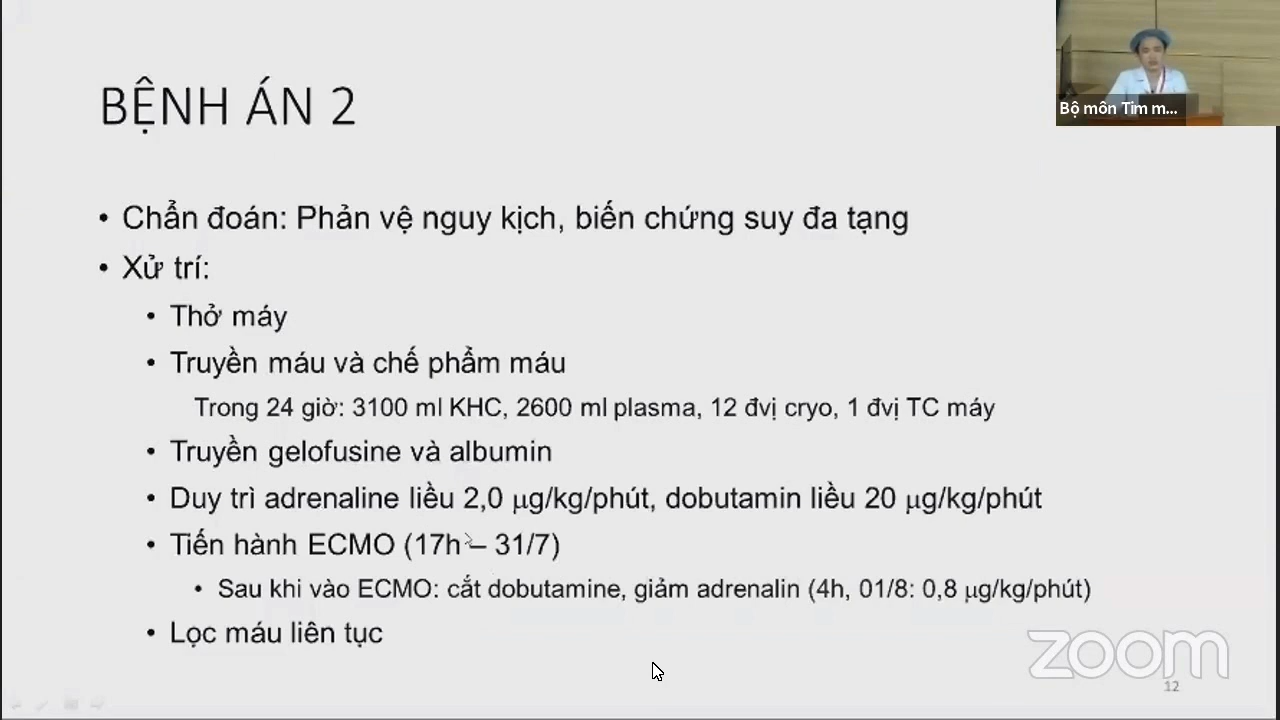 BỆNH ÁN 2
Bộ môn Tim m...
• Chẩn đoán: Phản vệ nguy kịch, biến chứng suy đa tạng
• Xử trí:
• Thở máy
• Truyền máu và chế phẩm máu
Trong 24 giờ: 3100 ml KHC, 2600 ml plasma, 12 đvị cryo, 1 đvị TC máy
• Truyền gelofusine và albumin
• Duy trì adrenaline liều 2,0 μg/kg/phút, dobutamin liều 20 μg/kg/phút
• Tiến hành ECMO (17h – 31/7)
• Sau khi vào ECMO: cắt dobutamine, giảm adrenalin (4h, 01/8: 0,8 μg/kg/phút)
• Lọc máu liên tục
zoom
12